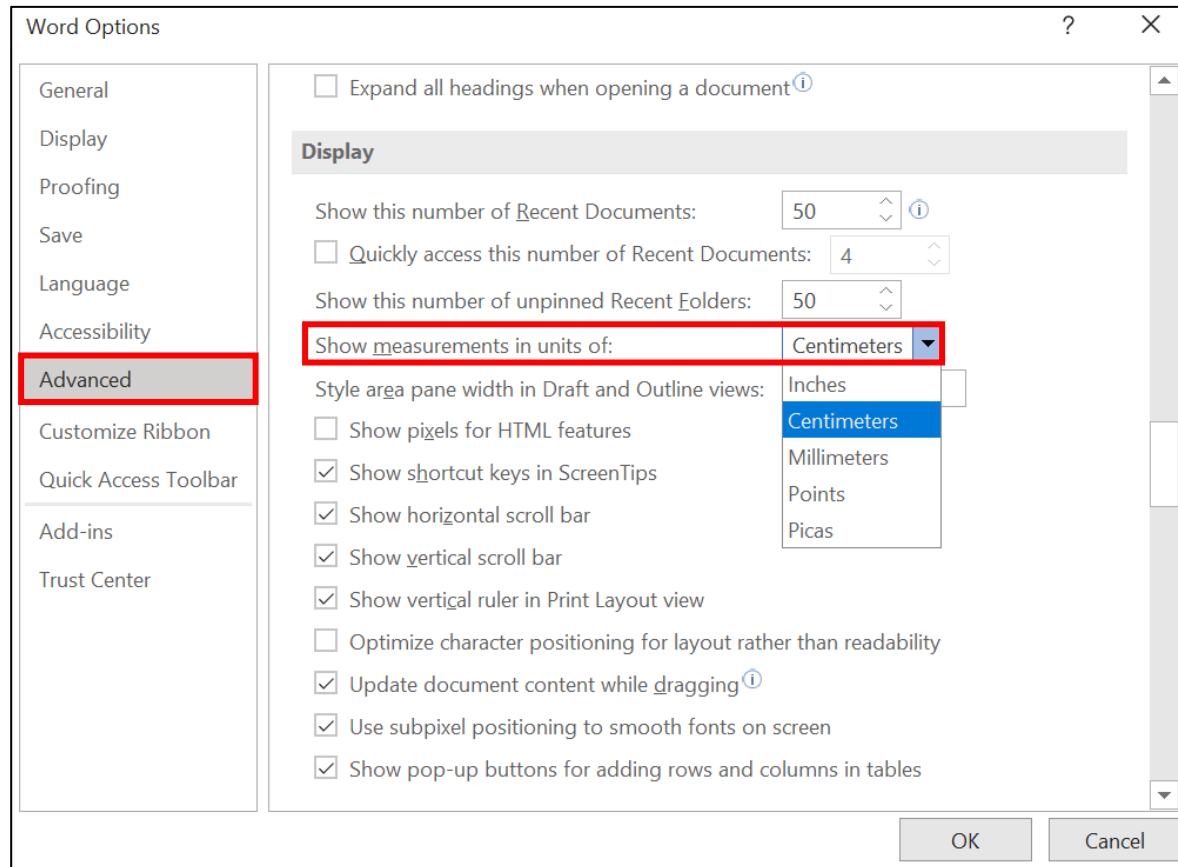 Word Options
?
General
Display
Proofing
Save
Language
Accessibility
Advanced
Customize Ribbon
Quick Access Toolbar
Add-ins
Trust Center
Expand all headings when opening a document
Display
Show this number of Recent Documents: 50
Quickly access this number of Recent Documents: 4
Show this number of unpinned Recent Folders: 50
Show measurements in units of: Centimeters
Style area pane width in Draft and Outline views:
Inches
Centimeters
Millimeters
Points
Picas
Show pixels for HTML features
Show shortcut keys in ScreenTips
Show horizontal scroll bar
Show vertical scroll bar
Show vertical ruler in Print Layout view
Optimize character positioning for layout rather than readability
Update document content while dragging
Use subpixel positioning to smooth fonts on screen
Show pop-up buttons for adding rows and columns in tables
OK Cancel